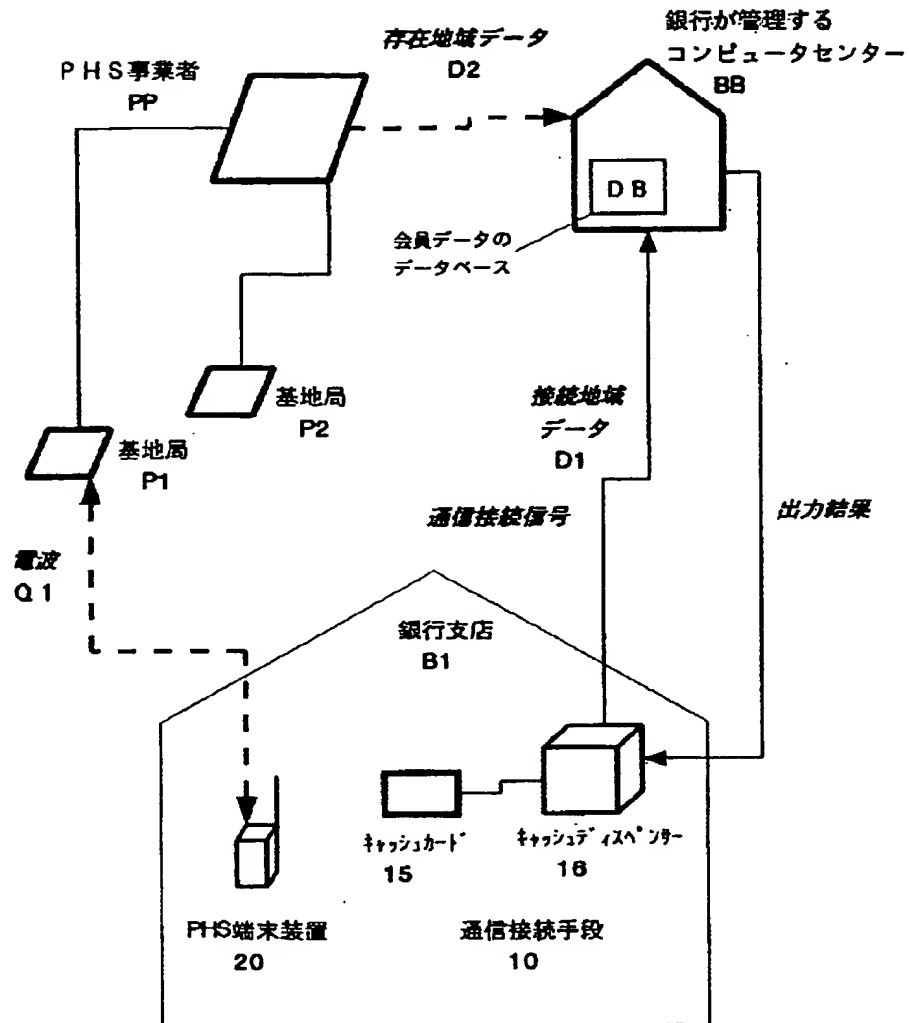 銀行が管理する
コンピュータセンター
BB
存在地域データ
D2
PHS事業者
PP
DB
会員データの
データベース
基地局
P2
基地局
P1
接続地域
データ
D1
通信接続信号
出力結果
電波
Q1
銀行支店
B1
キャッシュカード
15
キャッシュディスペンサー
16
PHS端末装置
20
通信接続手段
10